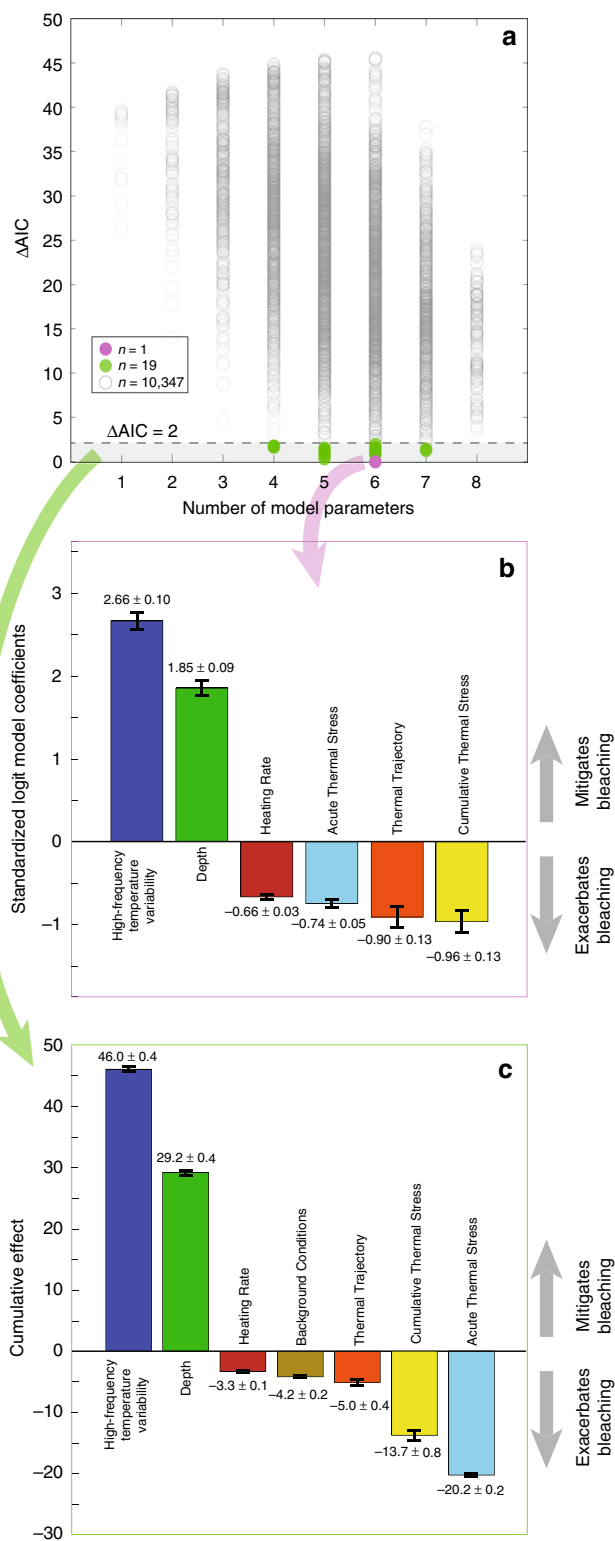 a
50
45
40
35
30
25
20
15
10
5
0
ΔAIC
n = 1
n = 19
n = 10,347
ΔAIC = 2
1 2 3 4 5 6 7 8
Number of model parameters
b
3
2
1
0
−1
Standardized logit model coefficients
2.66 ± 0.10
1.85 ± 0.09
Heating Rate
Acute Thermal Stress
Thermal Trajectory
Cumulative Thermal Stress
High-frequency
temperature
variability
Depth
−0.66 ± 0.03
−0.74 ± 0.05
−0.90 ± 0.13
−0.96 ± 0.13
Mitigates
bleaching
Exacerbates
bleaching
c
50
40
30
20
10
0
−10
−20
−30
Cumulative effect
46.0 ± 0.4
29.2 ± 0.4
Heating Rate
Background Conditions
Thermal Trajectory
Cumulative Thermal Stress
Acute Thermal Stress
High-frequency
temperature
variability
Depth
−3.3 ± 0.1
−4.2 ± 0.2
−5.0 ± 0.4
−13.7 ± 0.8
−20.2 ± 0.2
Mitigates
bleaching
Exacerbates
bleaching